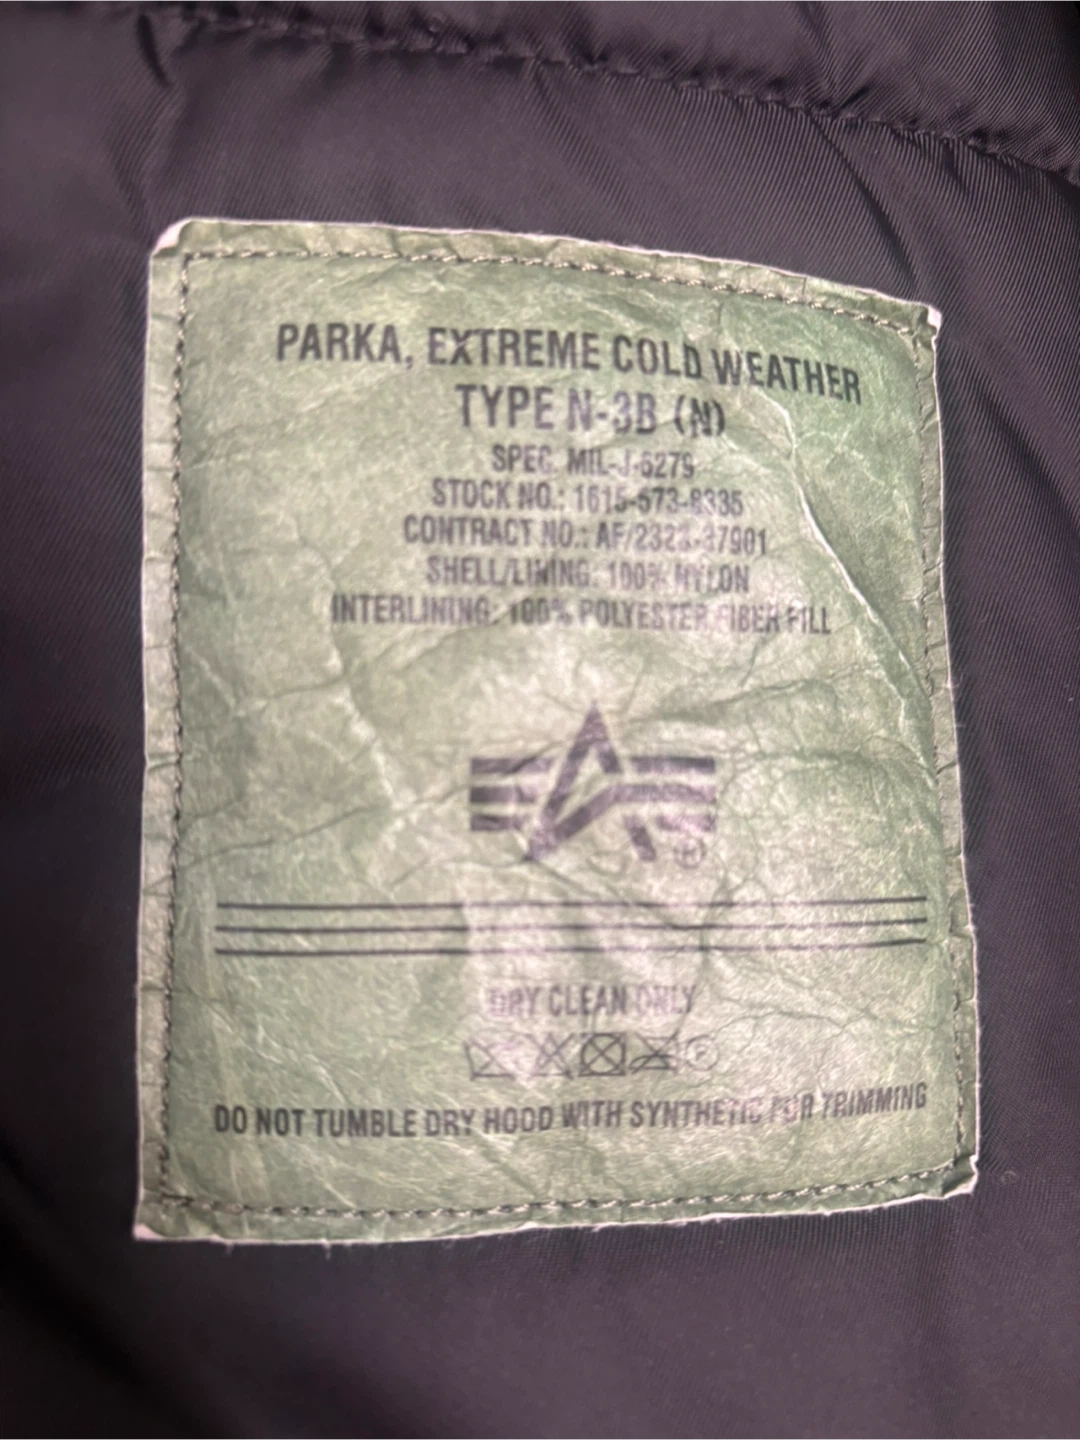 PARKA, EXTREME COLD WEATHER
TYPE N-3B (N)
SPEC. MIL-J-6279
STOCK NO.: 1615-573-8335
CONTRACT NO.: AF/2323-37901
SHELL/LINING: 100% NYLON
INTERLINING: 100% POLYESTER FIBER FILL
DRY CLEAN ONLY
DO NOT TUMBLE DRY HOOD WITH SYNTHETIC FUR TRIMMING